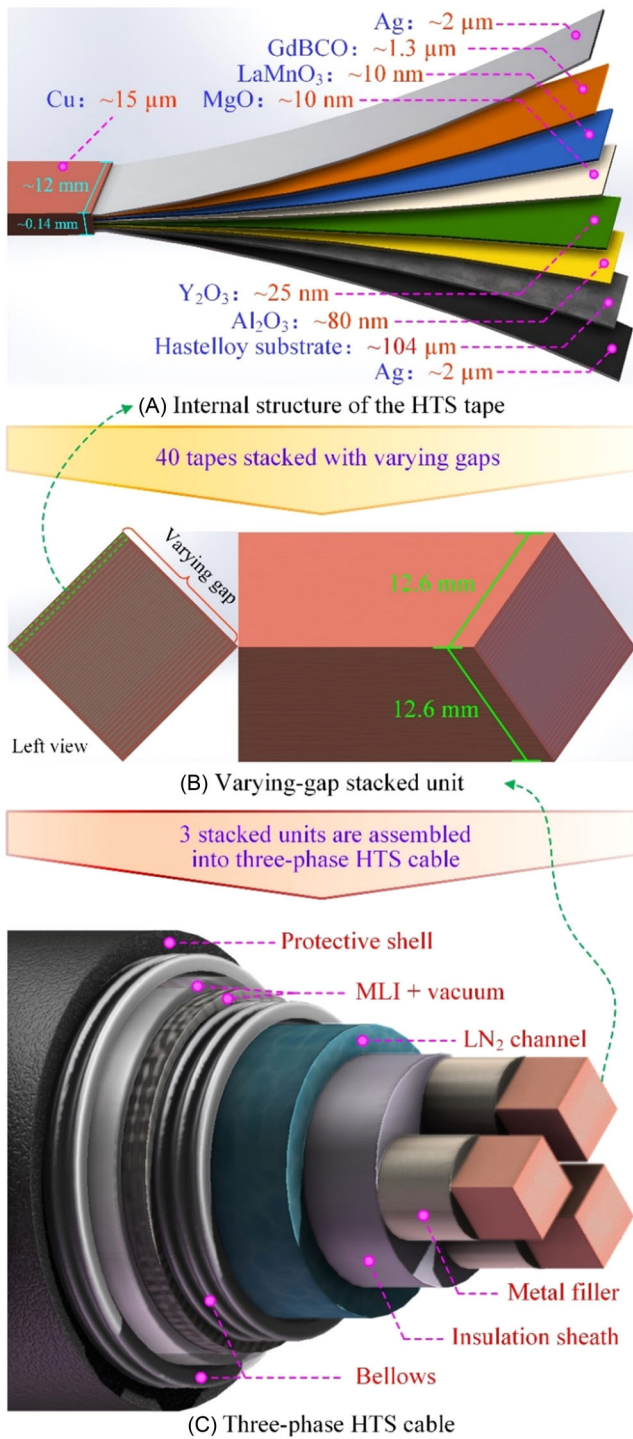 Ag: ~2 μm
GdBCO: ~1.3 μm
LaMnO₃: ~10 nm
Cu: ~15 μm MgO: ~10 nm
~12 mm
~0.14 mm
Y₂O₃: ~25 nm
Al₂O₃: ~80 nm
Hastelloy substrate: ~104 μm
Ag: ~2 μm
(A) Internal structure of the HTS tape
40 tapes stacked with varying gaps
Varying gap
12.6 mm
12.6 mm
Left view
(B) Varying-gap stacked unit
3 stacked units are assembled
into three-phase HTS cable
Protective shell
MLI + vacuum
LN₂ channel
Metal filler
Insulation sheath
Bellows
(C) Three-phase HTS cable